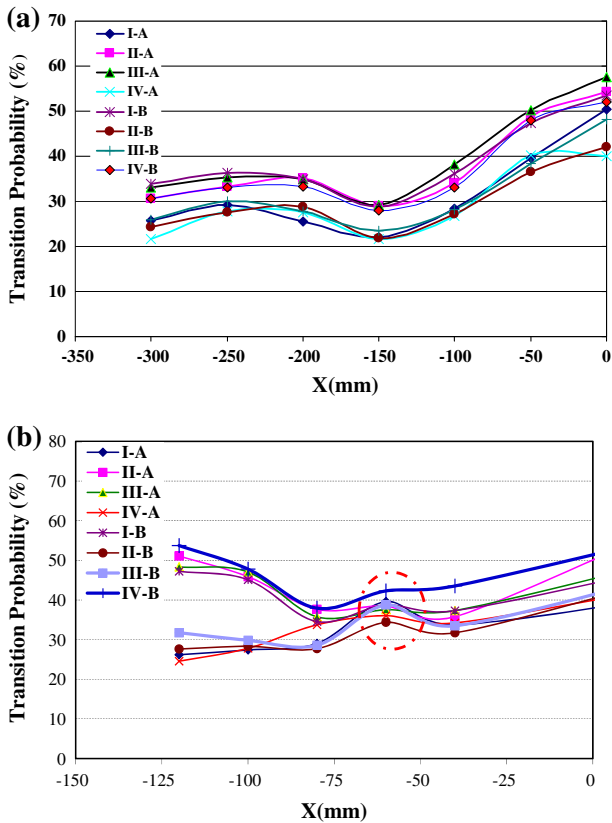 (a)
Transition Probability (%)
70
60
50
40
30
20
10
0
I-A
II-A
III-A
IV-A
I-B
II-B
III-B
IV-B
-350 -300 -250 -200 -150 -100 -50 0
X(mm)
(b)
Transition Probability (%)
80
70
60
50
40
30
20
10
0
I-A
II-A
III-A
IV-A
I-B
II-B
III-B
IV-B
-150 -125 -100 -75 -50 -25 0
X(mm)